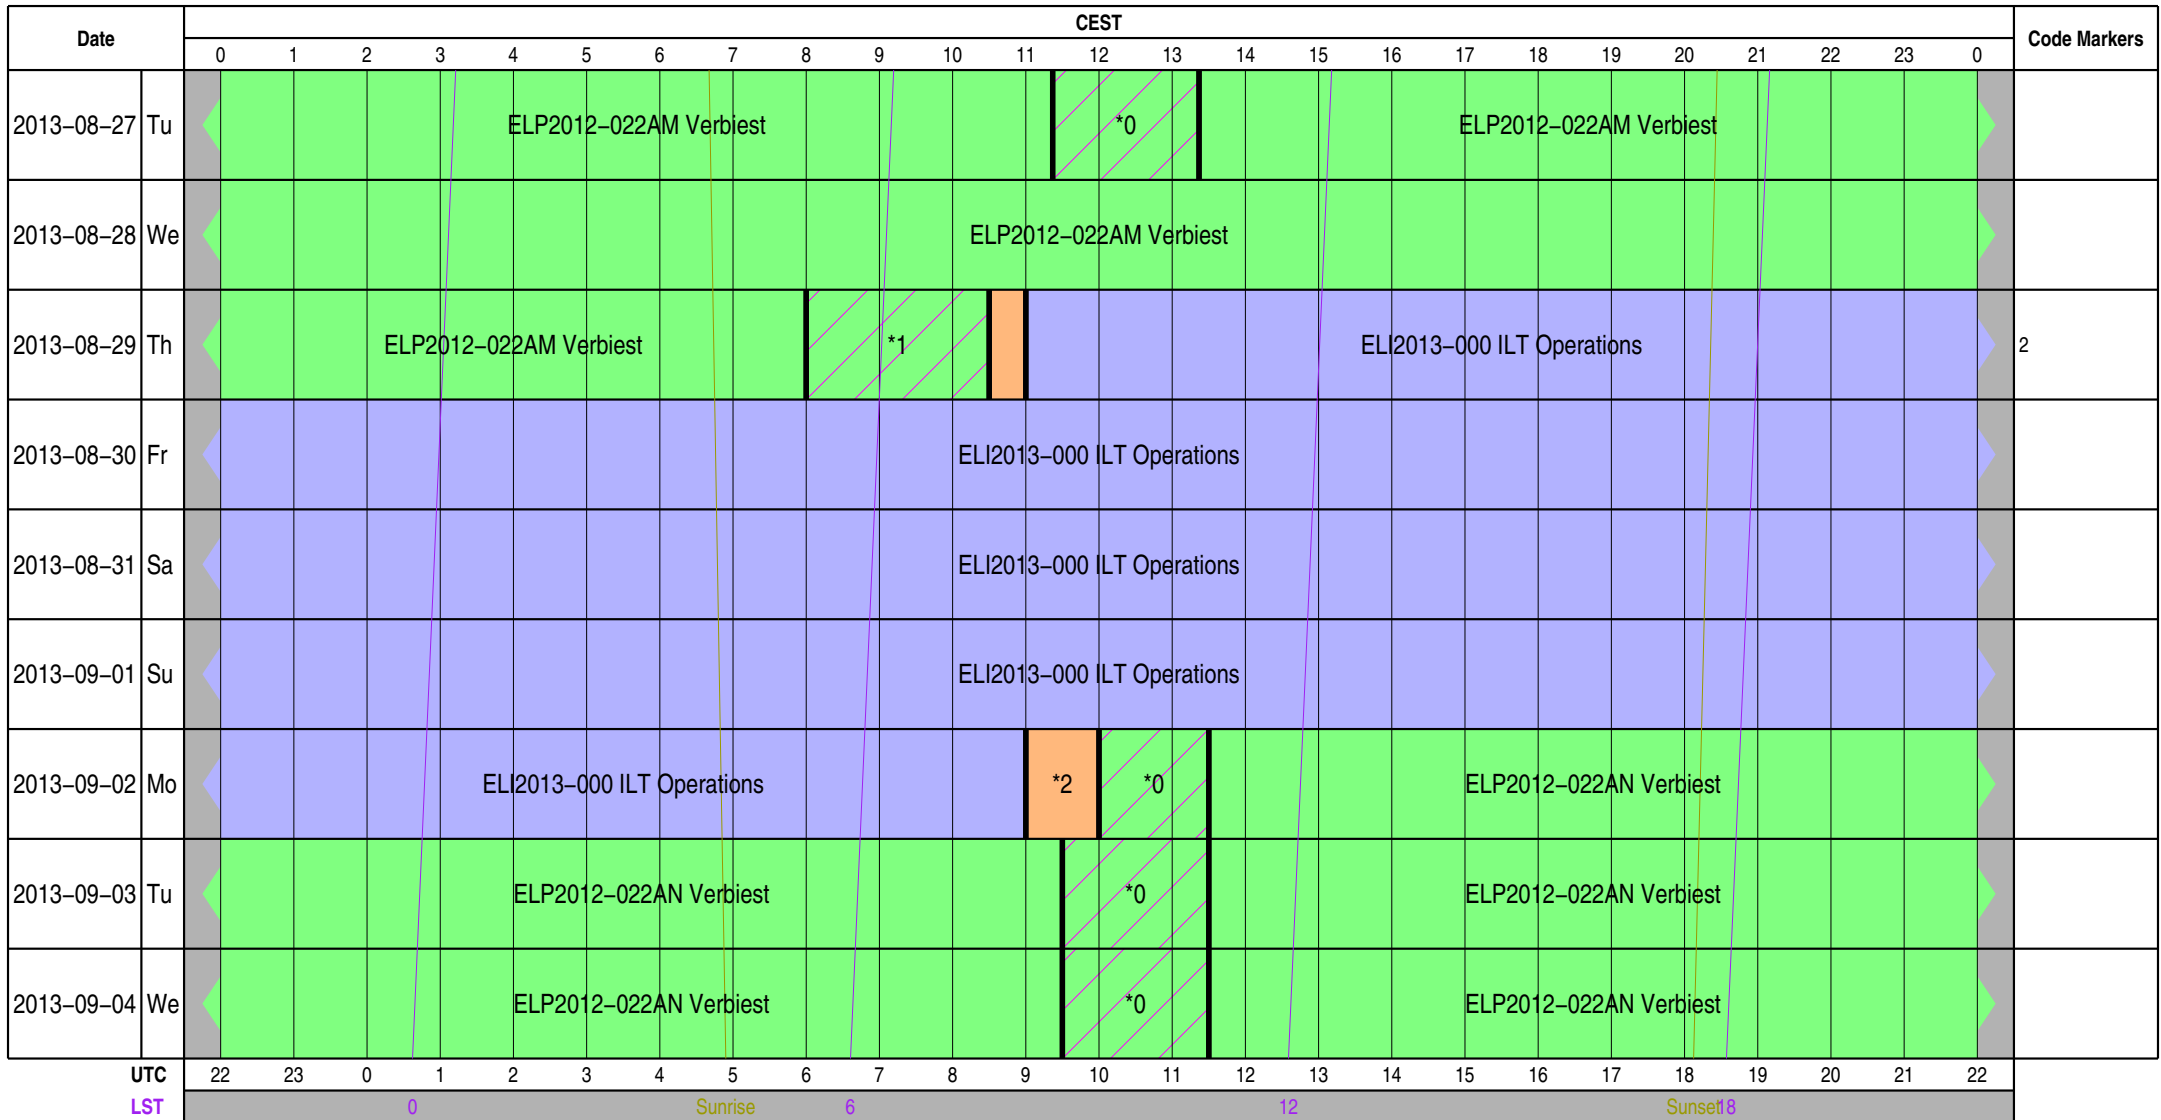 Date CEST Code Markers
0 1 2 3 4 5 6 7 8 9 10 11 12 13 14 15 16 17 18 19 20 21 22 23 0
2013−08−27 Tu ELP2012−022AM Verbiest *0 ELP2012−022AM Verbiest
2013−08−28 We ELP2012−022AM Verbiest
2013−08−29 Th ELP2012−022AM Verbiest *1 ELI2013−000 ILT Operations 2
2013−08−30 Fr ELI2013−000 ILT Operations
2013−08−31 Sa ELI2013−000 ILT Operations
2013−09−01 Su ELI2013−000 ILT Operations
2013−09−02 Mo ELI2013−000 ILT Operations *2 *0 ELP2012−022AN Verbiest
2013−09−03 Tu ELP2012−022AN Verbiest *0 ELP2012−022AN Verbiest
2013−09−04 We ELP2012−022AN Verbiest *0 ELP2012−022AN Verbiest
UTC 22 23 0 1 2 3 4 5 6 7 8 9 10 11 12 13 14 15 16 17 18 19 20 21 22
LST 0 Sunrise 6 12 Sunset 18